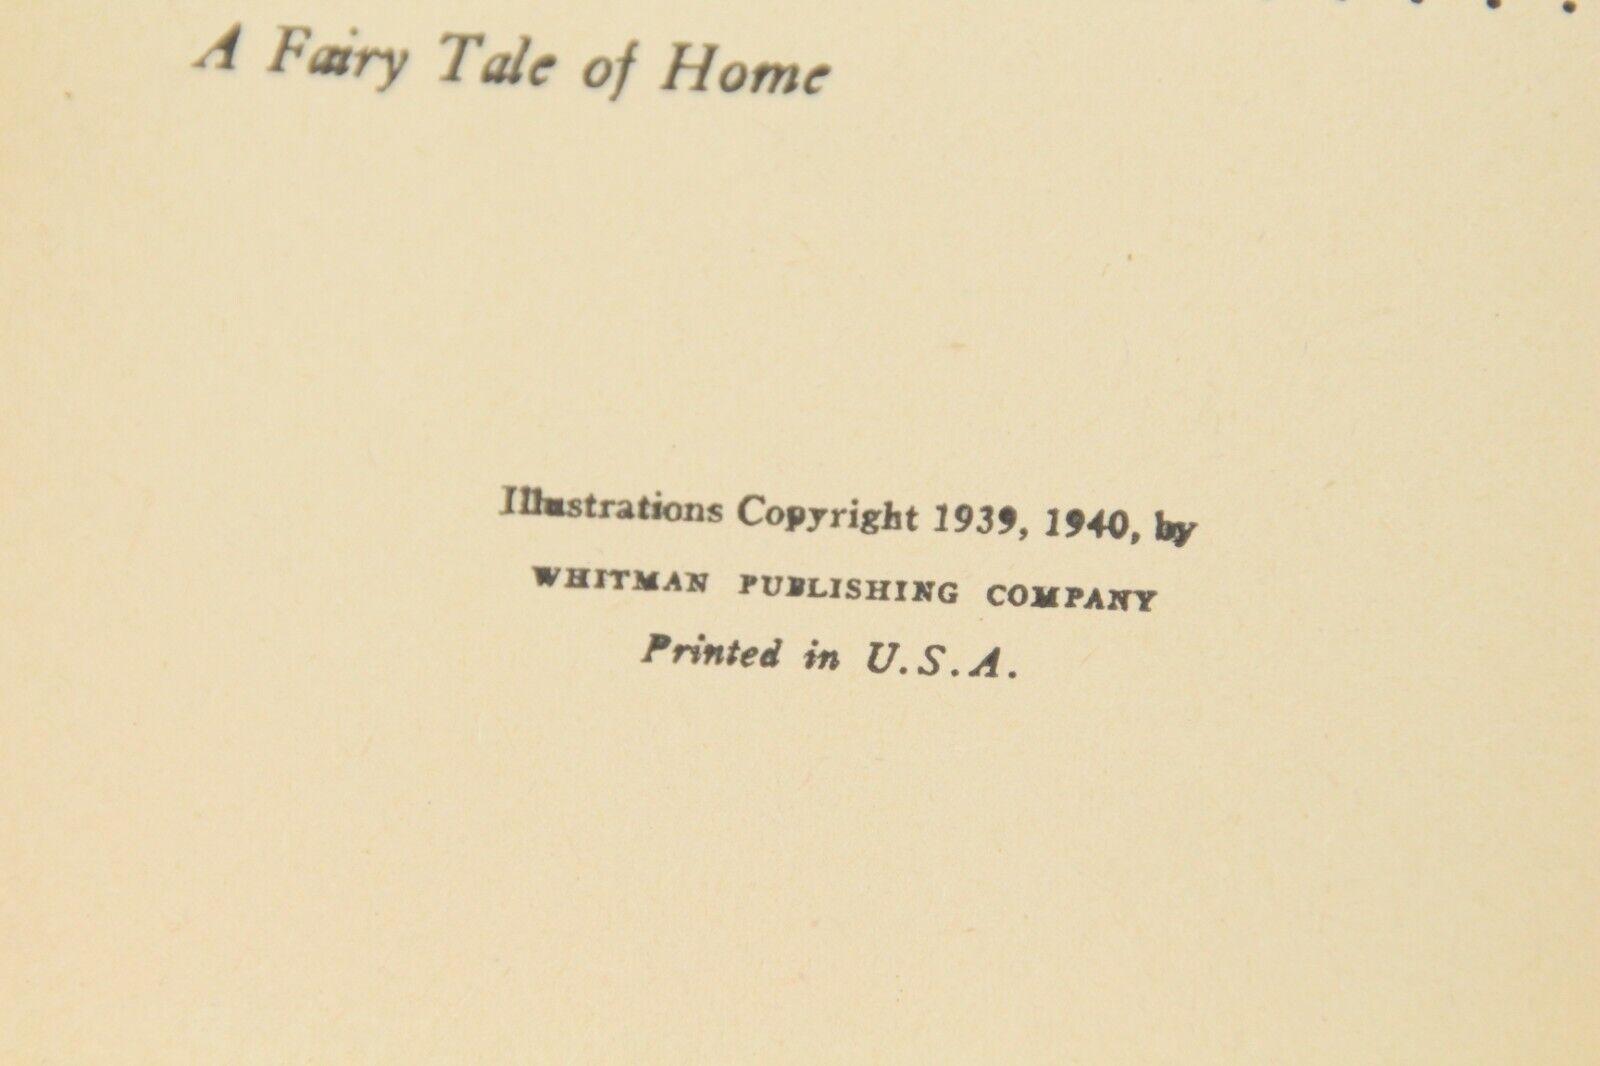 A Fairy Tale of Home
Illustrations Copyright 1939, 1940, by
WHITMAN PUBLISHING COMPANY
Printed in U.S.A.